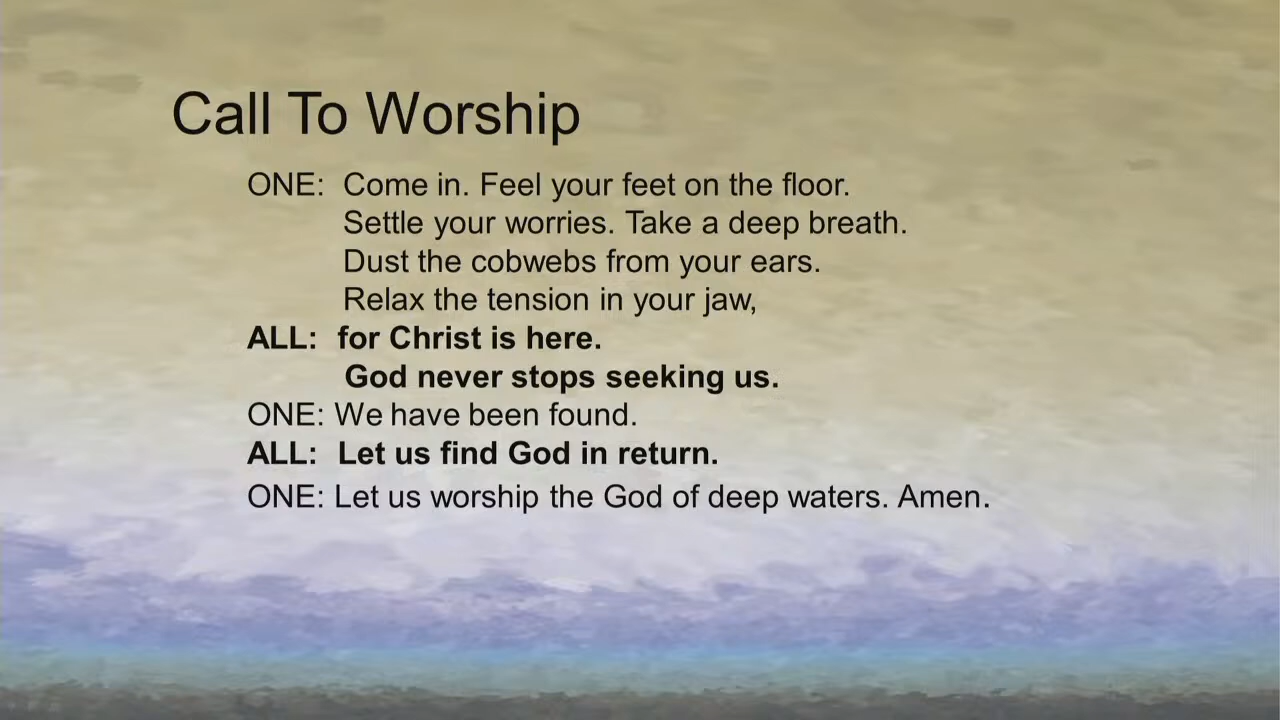 Call To Worship
ONE: Come in. Feel your feet on the floor.
Settle your worries. Take a deep breath.
Dust the cobwebs from your ears.
Relax the tension in your jaw,
ALL: for Christ is here.
God never stops seeking us.
ONE: We have been found.
ALL: Let us find God in return.
ONE: Let us worship the God of deep waters. Amen.